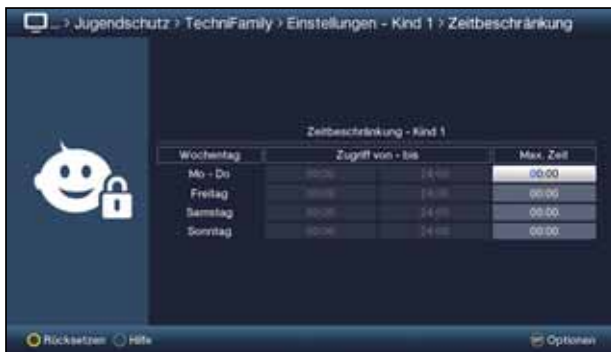 ... > Jugendschutz > TechniFamily > Einstellungen - Kind 1 > Zeitbeschränkung
Zeitbeschränkung - Kind 1
Wochentag Zugriff von - bis Max. Zeit
Mo - Do 00:00 24:00 00:00
Freitag 00:00 24:00 00:00
Samstag 00:00 24:00 00:00
Sonntag 00:00 24:00 00:00
Rücksetzen Hilfe Optionen